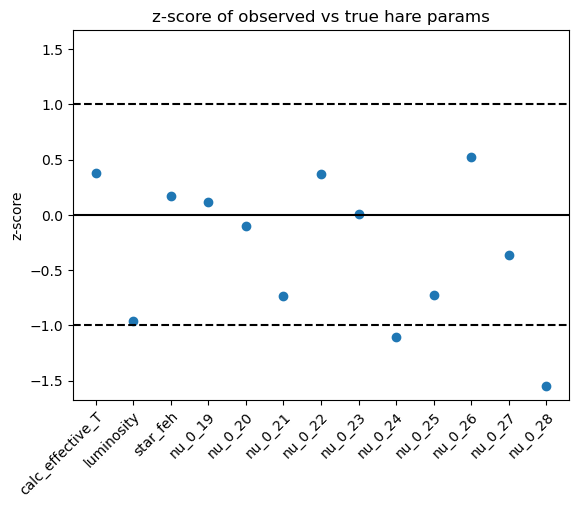 z-score of observed vs true hare params
z-score
1.5
1.0
0.5
0.0
−0.5
−1.0
−1.5
calc_effective_T
luminosity
star_feh
nu_0_19
nu_0_20
nu_0_21
nu_0_22
nu_0_23
nu_0_24
nu_0_25
nu_0_26
nu_0_27
nu_0_28